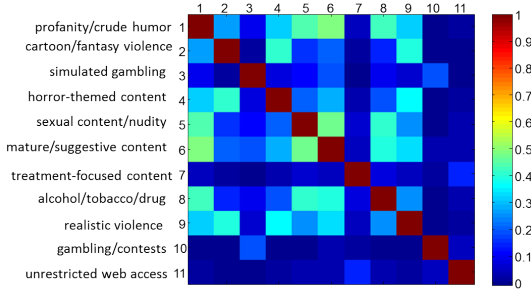 1 2 3 4 5 6 7 8 9 10 11
profanity/crude humor 1
cartoon/fantasy violence 2
simulated gambling 3
horror-themed content 4
sexual content/nudity 5
mature/suggestive content 6
treatment-focused content 7
alcohol/tobacco/drug 8
realistic violence 9
gambling/contests 10
unrestricted web access 11
1
0.9
0.8
0.7
0.6
0.5
0.4
0.3
0.2
0.1
0